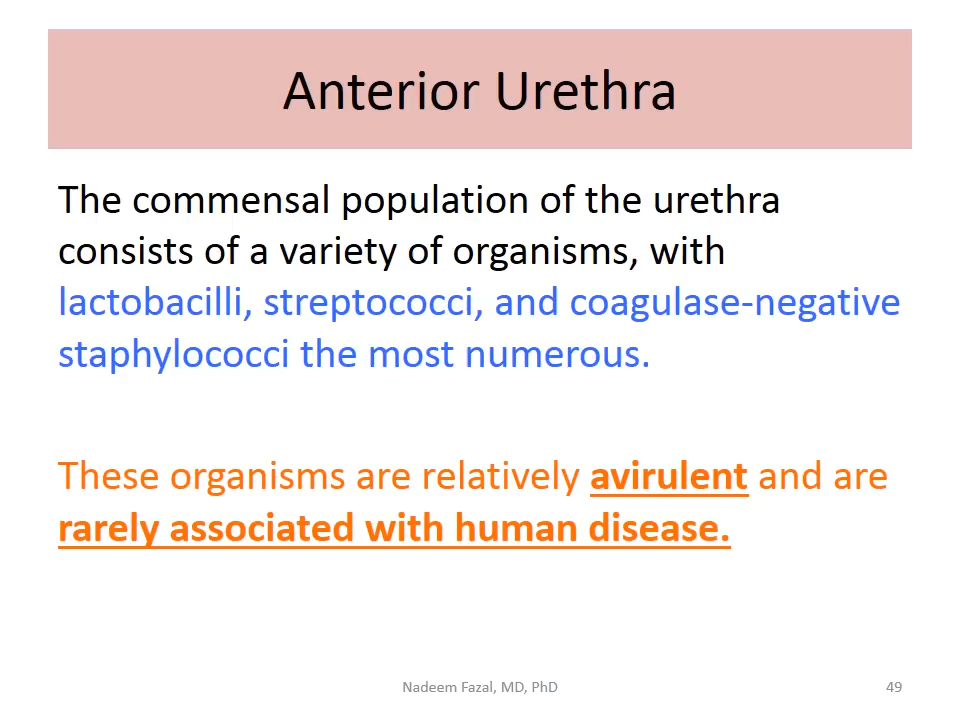 Anterior Urethra
The commensal population of the urethra
consists of a variety of organisms, with
lactobacilli, streptococci, and coagulase-negative
staphylococci the most numerous.
These organisms are relatively avirulent and are
rarely associated with human disease.
Nadeem Fazal, MD, PhD
49